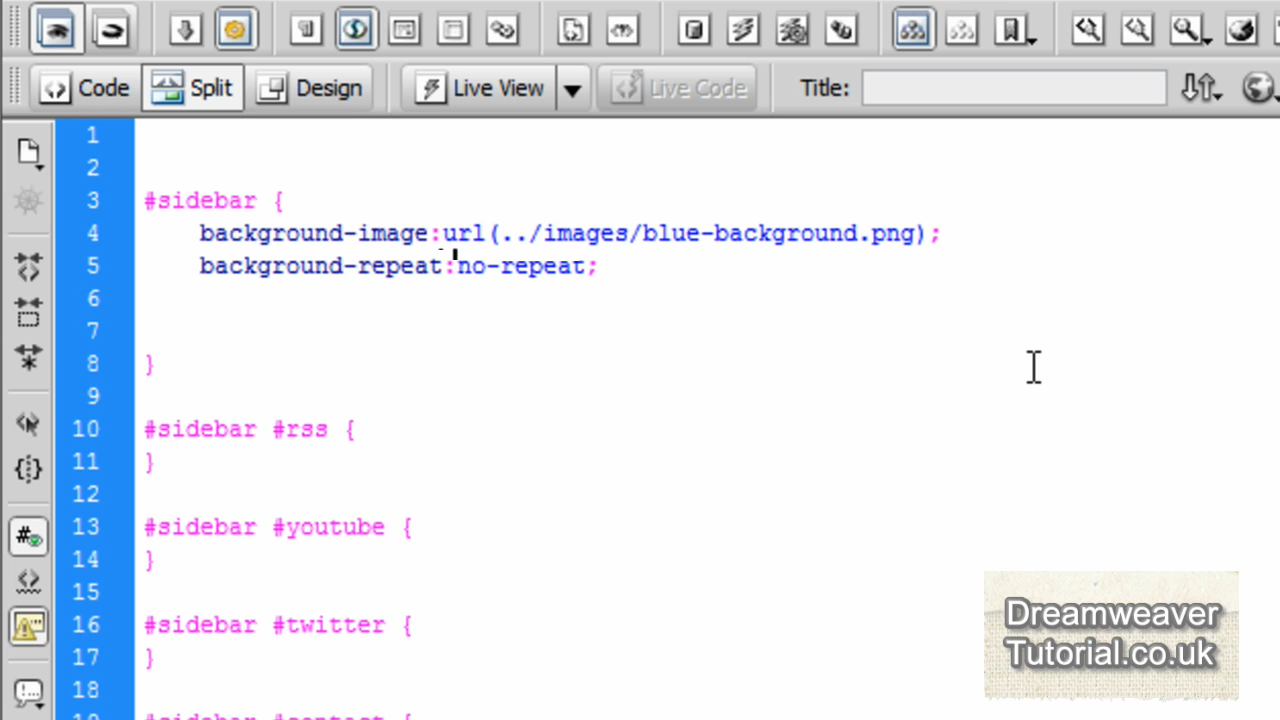 Code Split Design Live View Live Code Title:
1
2
3 #sidebar {
4 background-image:url(../images/blue-background.png);
5 background-repeat:no-repeat;
6
7
8 }
9
10 #sidebar #rss {
11 }
12
13 #sidebar #youtube {
14 }
15
16 #sidebar #twitter {
17 }
18
Dreamweaver
Tutorial.co.uk